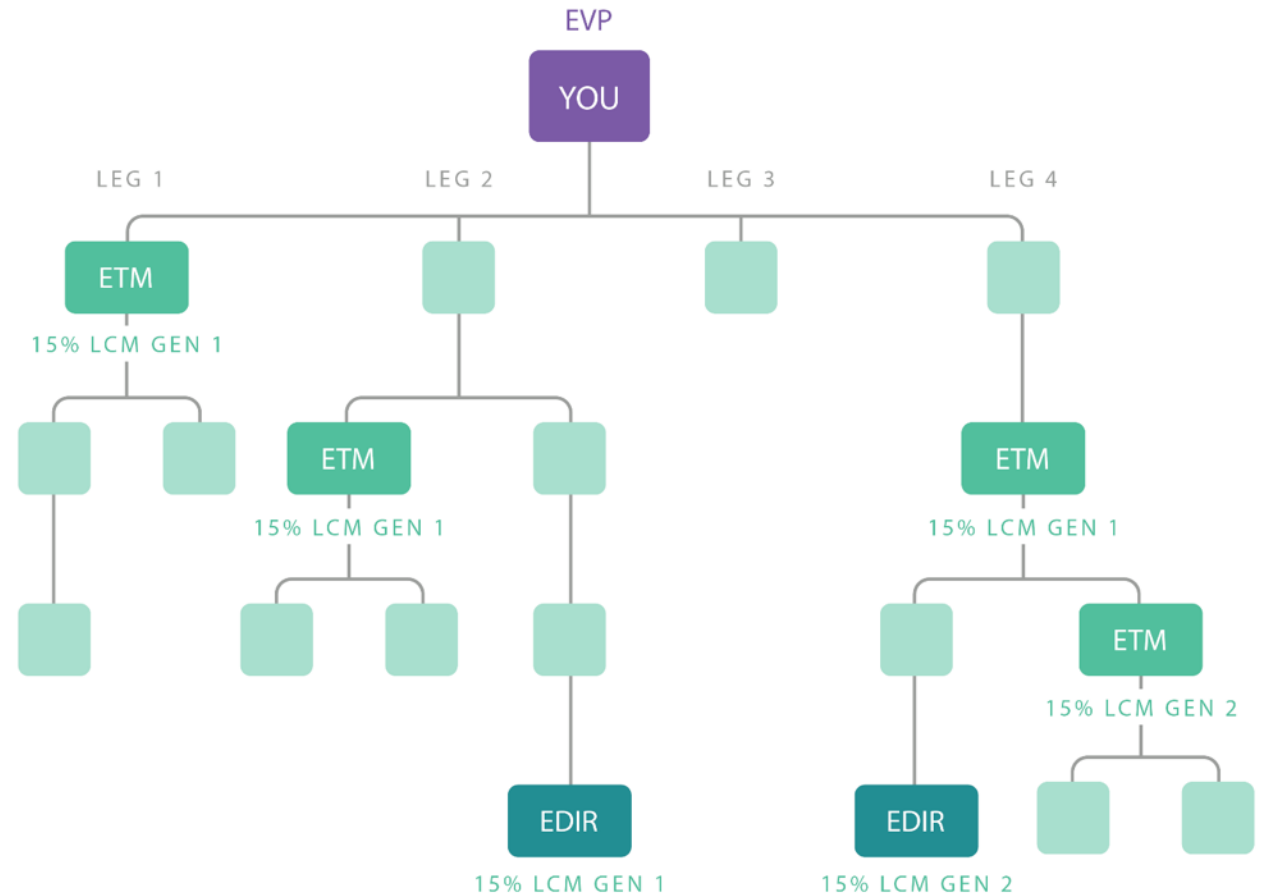 EVP
YOU
LEG 1
LEG 2
LEG 3
LEG 4
ETM
15% LCM GEN 1
ETM
15% LCM GEN 1
ETM
15% LCM GEN 1
ETM
15% LCM GEN 2
EDIR
15% LCM GEN 1
EDIR
15% LCM GEN 2